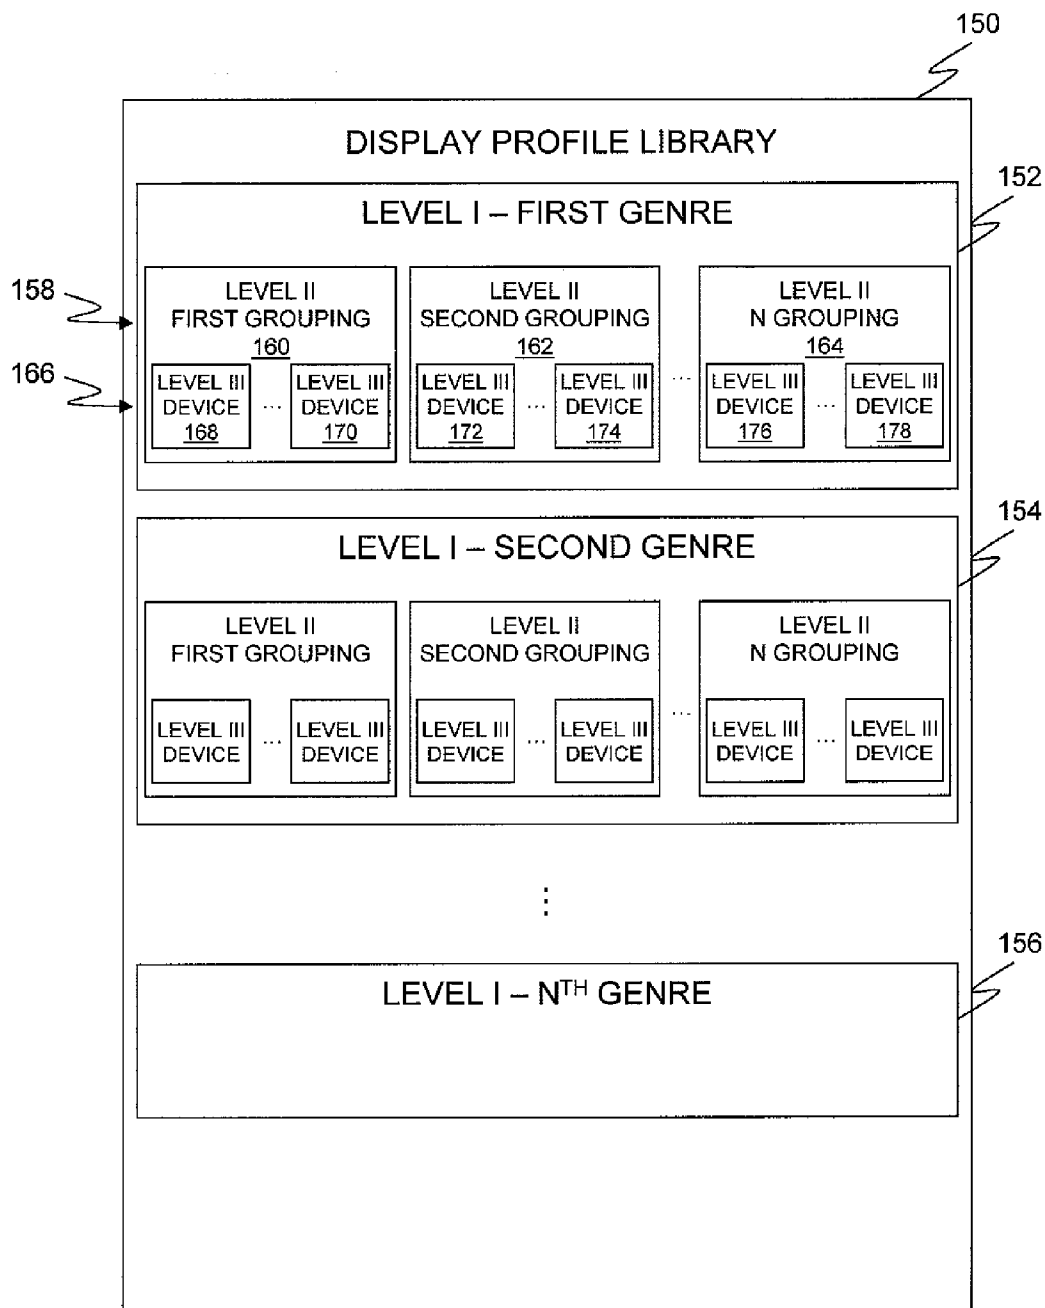 150
DISPLAY PROFILE LIBRARY
152
LEVEL I – FIRST GENRE
158
LEVEL II
FIRST GROUPING
160
LEVEL II
SECOND GROUPING
162
LEVEL II
N GROUPING
164
166
LEVEL III
DEVICE
168
...
LEVEL III
DEVICE
170
LEVEL III
DEVICE
172
...
LEVEL III
DEVICE
174
...
LEVEL III
DEVICE
176
...
LEVEL III
DEVICE
178
154
LEVEL I – SECOND GENRE
LEVEL II
FIRST GROUPING
LEVEL II
SECOND GROUPING
LEVEL II
N GROUPING
LEVEL III
DEVICE
...
LEVEL III
DEVICE
LEVEL III
DEVICE
...
LEVEL III
DEVICE
...
LEVEL III
DEVICE
...
LEVEL III
DEVICE
⋮
156
LEVEL I – NTH GENRE